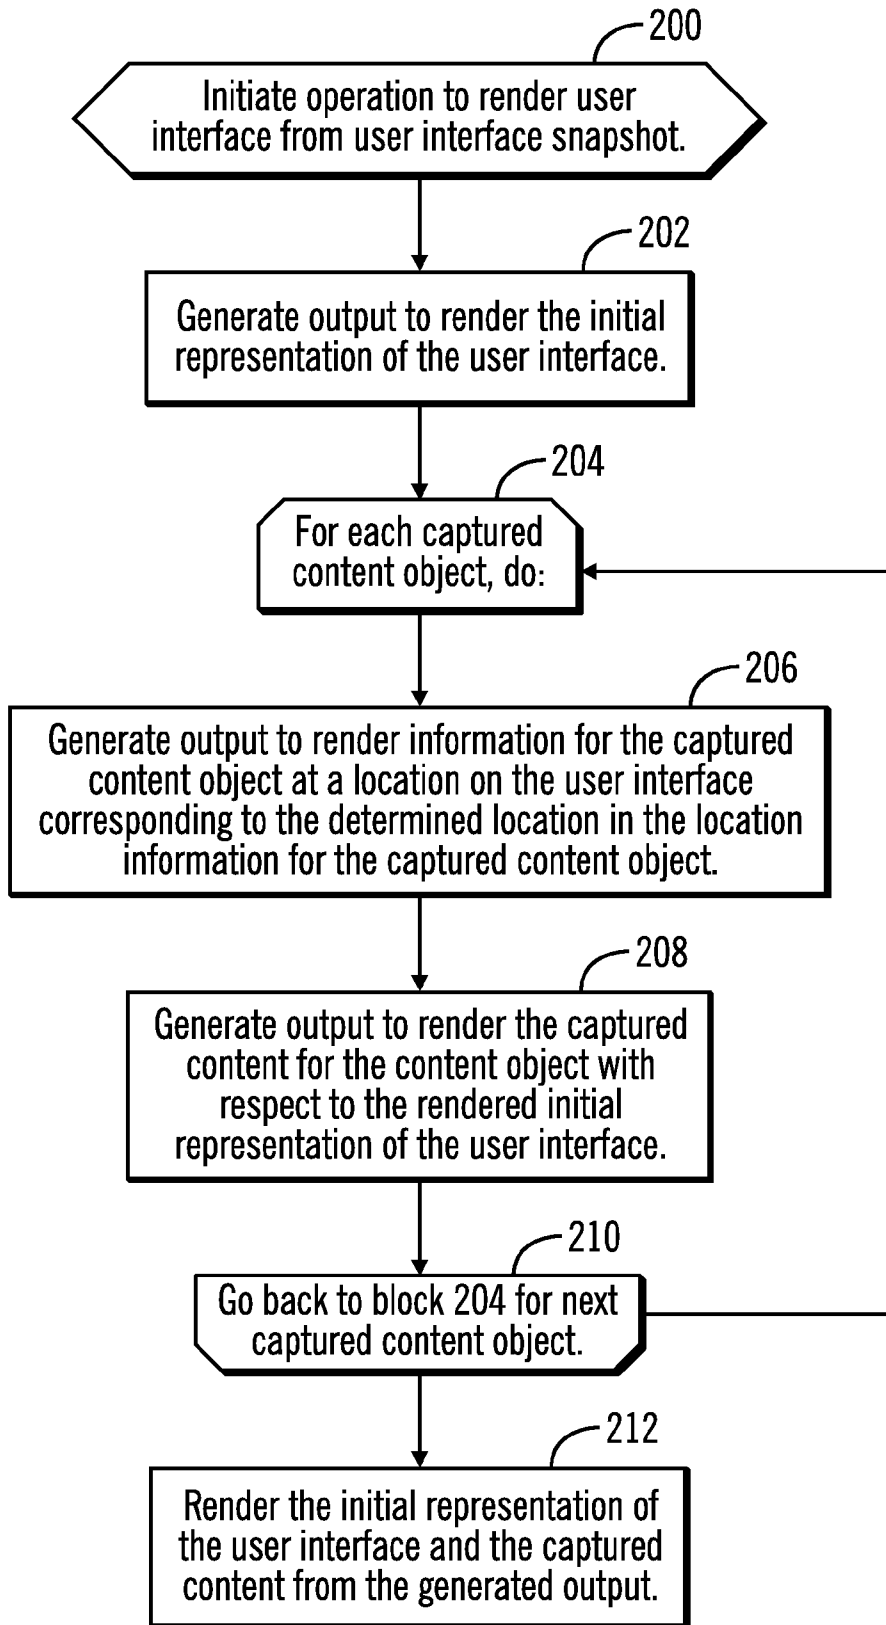 200
Initiate operation to render user
interface from user interface snapshot.
202
Generate output to render the initial
representation of the user interface.
204
For each captured
content object, do:
206
Generate output to render information for the captured
content object at a location on the user interface
corresponding to the determined location in the location
information for the captured content object.
208
Generate output to render the captured
content for the content object with
respect to the rendered initial
representation of the user interface.
210
Go back to block 204 for next
captured content object.
212
Render the initial representation of
the user interface and the captured
content from the generated output.